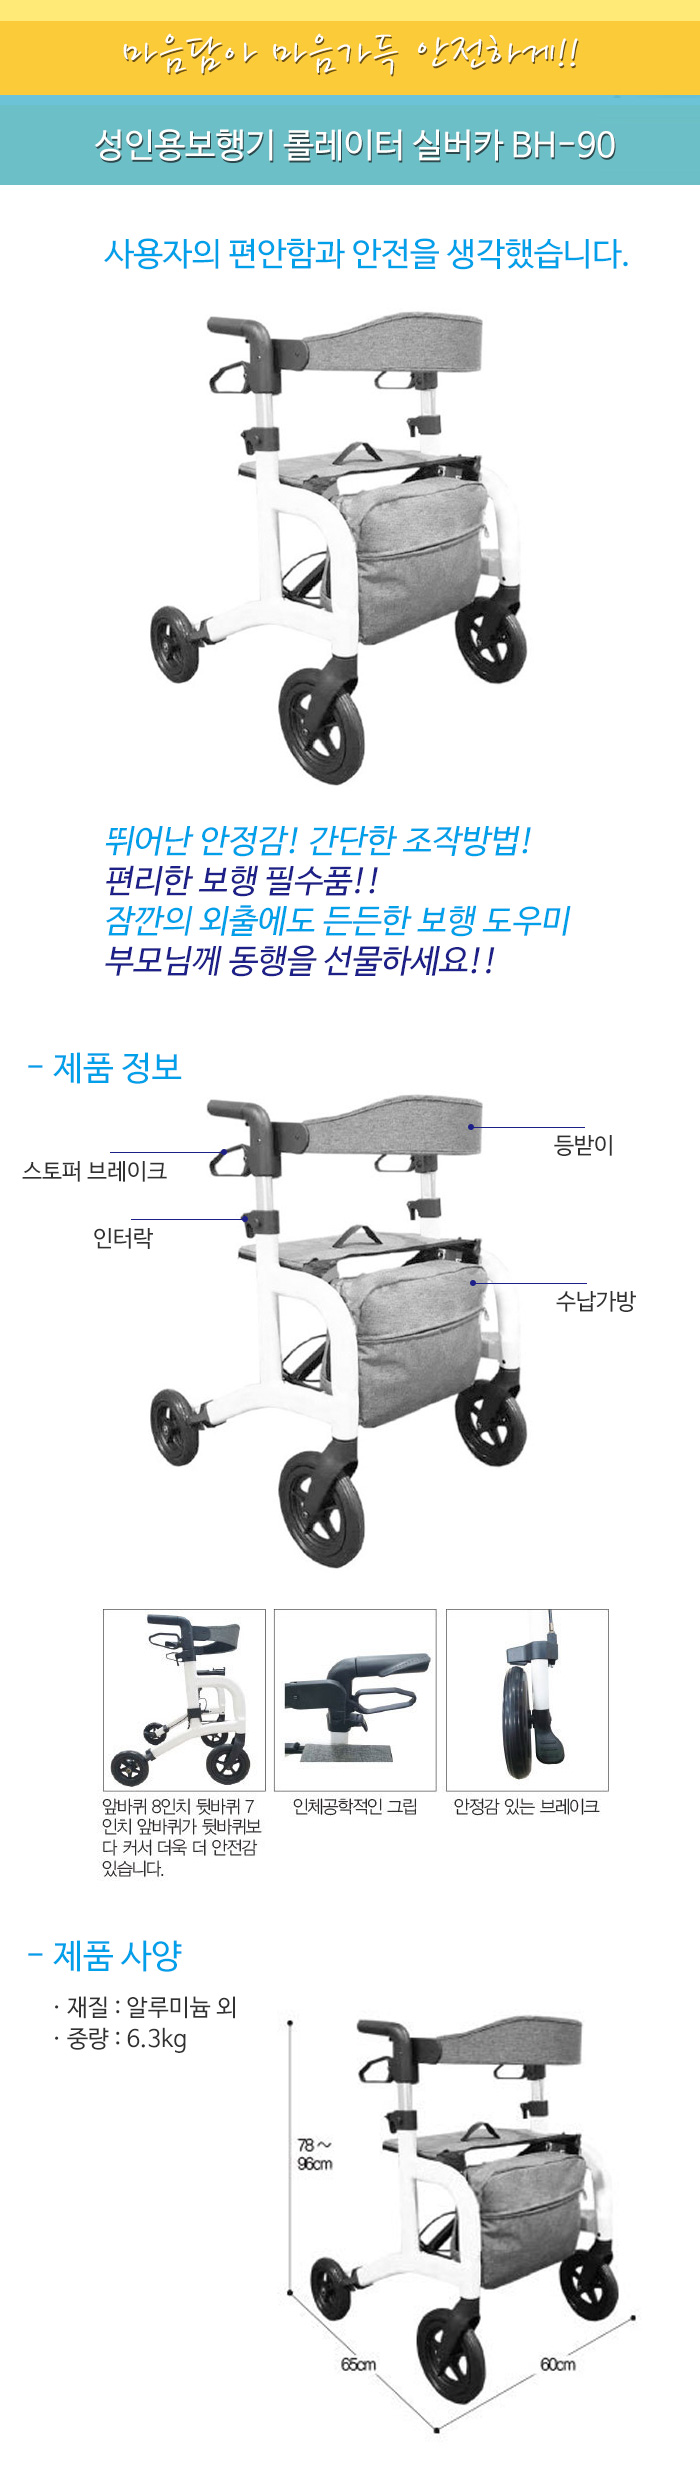 마음담아 마음가득 안전하게!!
성인용보행기 롤레이터 실버카 BH-90
사용자의 편안함과 안전을 생각했습니다.
뛰어난 안정감! 간단한 조작방법!
편리한 보행 필수품!!
잠깐의 외출에도 든든한 보행 도우미
부모님께 동행을 선물하세요!!
- 제품 정보
등받이
스토퍼 브레이크
인터락
수납가방
앞바퀴 8인치 뒷바퀴 7
인치 앞바퀴가 뒷바퀴보
다 커서 더욱 더 안전감
있습니다.
인체공학적인 그립
안정감 있는 브레이크
- 제품 사양
· 재질 : 알루미늄 외
· 중량 : 6.3kg
78~
96cm
65cm
60cm